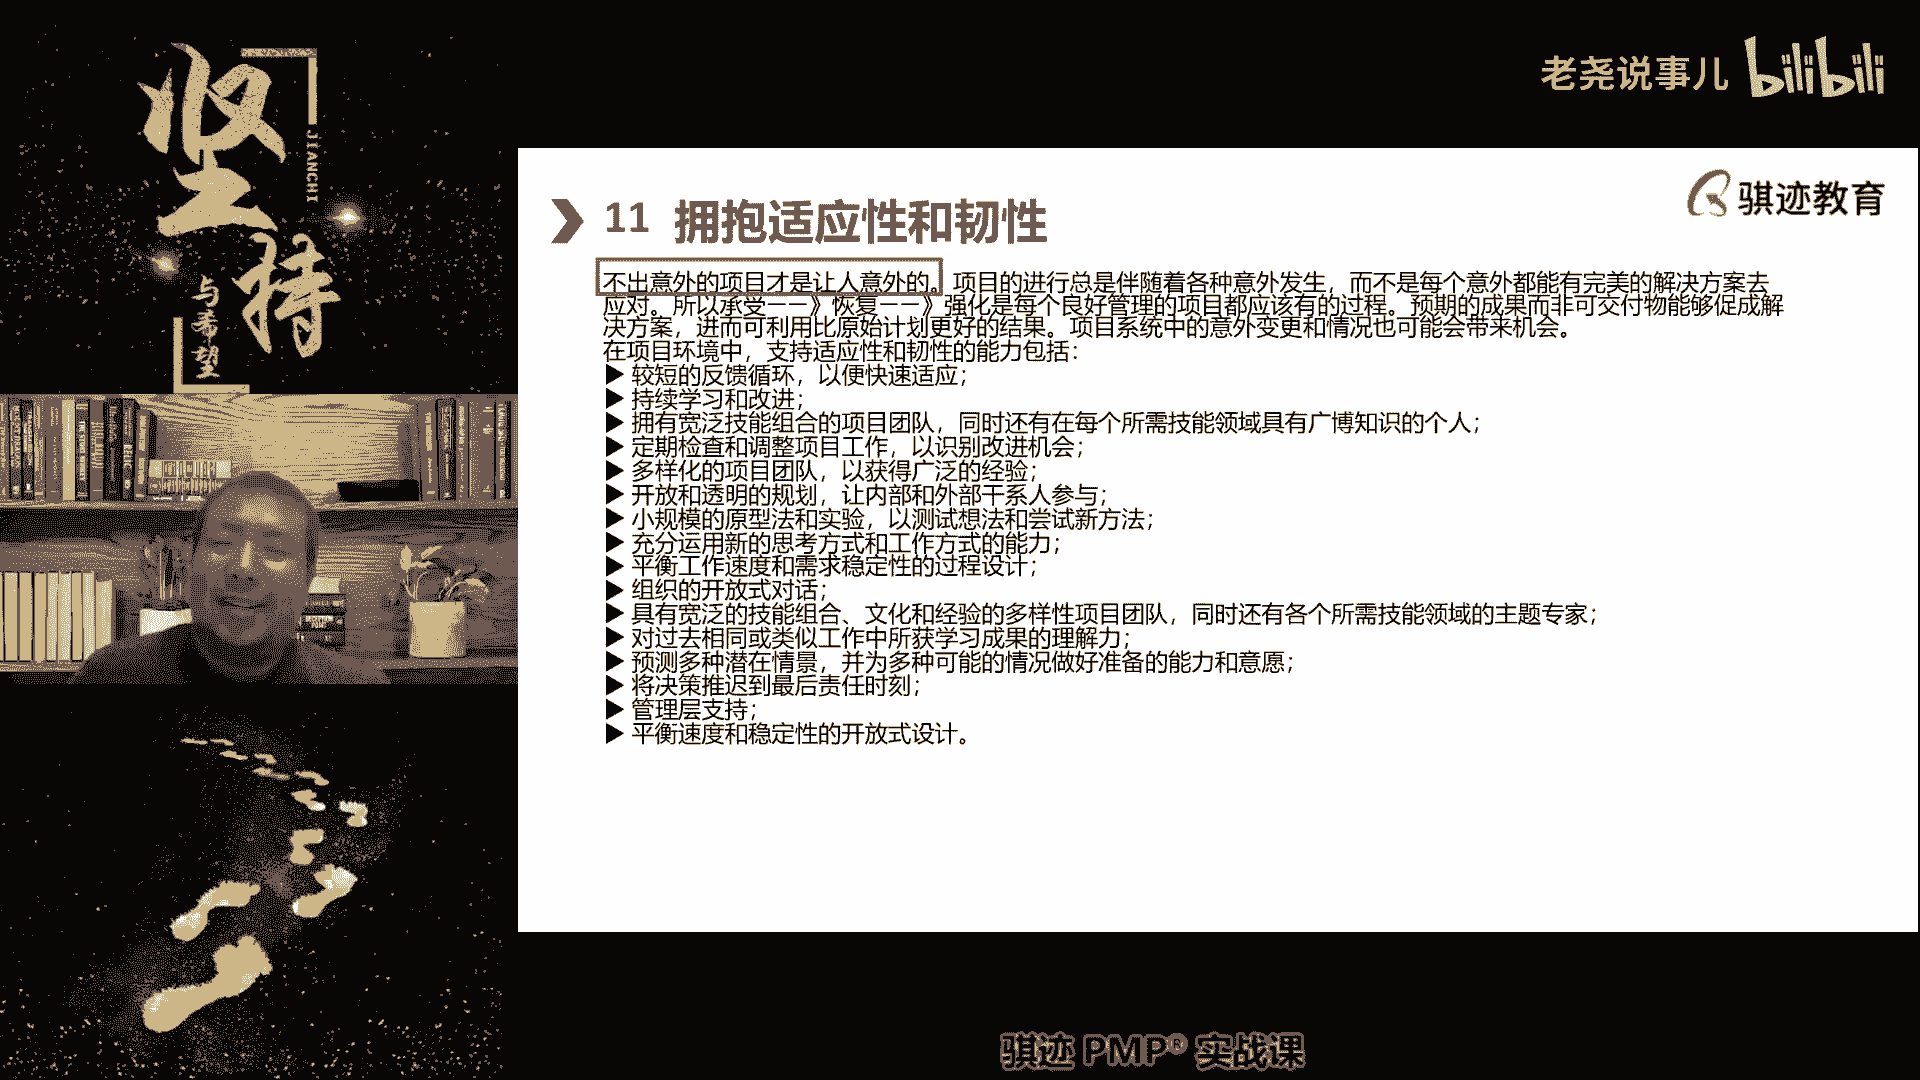 坚持
JIANCHI
与希望
老尧说事儿 bilibili
骐迹教育
11 拥抱适应性和韧性
不出意外的项目才是让人意外的。项目的进行总是伴随着各种意外发生，而不是每个意外都能有完美的解决方案去
应对。所以承受——》恢复——》强化是每个良好管理的项目都应该有的过程。预期的成果而非可交付物能够促成解
决方案，进而可利用比原始计划更好的结果。项目系统中的意外变更和情况也可能会带来机会。
在项目环境中，支持适应性和韧性的能力包括：
▶ 较短的反馈循环，以便快速适应；
▶ 持续学习和改进；
▶ 拥有宽泛技能组合的项目团队，同时还有在每个所需技能领域具有广博知识的个人；
▶ 定期检查和调整项目工作，以识别改进机会；
▶ 多样化的项目团队，以获得广泛的经验；
▶ 开放和透明的规划，让内部和外部干系人参与；
▶ 小规模的原型法和实验，以测试想法和尝试新方法；
▶ 充分运用新的思考方式和工作方式的能力；
▶ 平衡工作速度和需求稳定性的过程设计；
▶ 组织的开放式对话；
▶ 具有宽泛的技能组合、文化和经验的多样性项目团队，同时还有各个所需技能领域的主题专家；
▶ 对过去相同或类似工作中所获学习成果的理解力；
▶ 预测多种潜在情景，并为多种可能的情况做好准备的能力和意愿；
▶ 将决策推迟到最后责任时刻；
▶ 管理层支持；
▶ 平衡速度和稳定性的开放式设计。
骐迹 PMP® 实战课